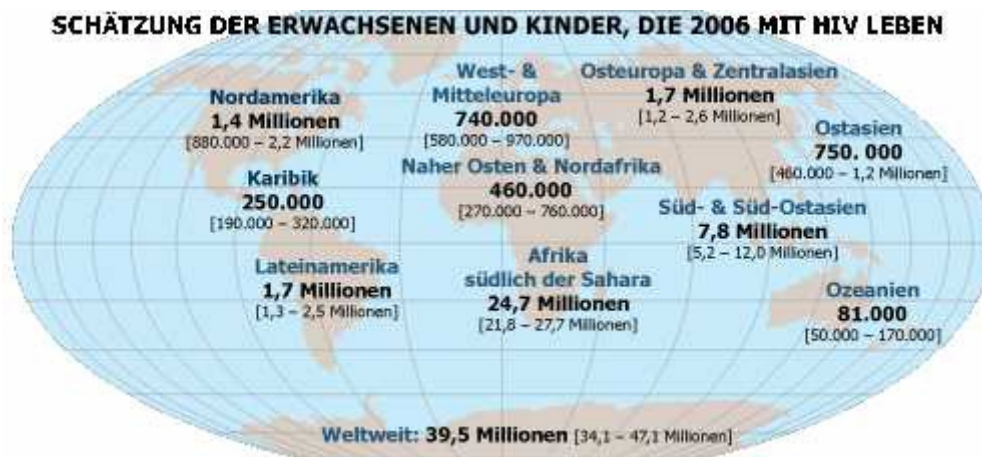 SCHÄTZUNG DER ERWACHSENEN UND KINDER, DIE 2006 MIT HIV LEBEN
Nordamerika
1,4 Millionen
[880.000 – 2,2 Millionen]
West- &
Mitteleuropa
740.000
[580.000 – 970.000]
Osteuropa & Zentralasien
1,7 Millionen
[1,2 – 2,6 Millionen]
Ostasien
750. 000
[460.000 – 1,2 Millionen]
Karibik
250.000
[190.000 – 320.000]
Naher Osten & Nordafrika
460.000
[270.000 – 760.000]
Süd- & Süd-Ostasien
7,8 Millionen
[5,2 – 12,0 Millionen]
Lateinamerika
1,7 Millionen
[1,3 – 2,5 Millionen]
Afrika
südlich der Sahara
24,7 Millionen
[21,8 – 27,7 Millionen]
Ozeanien
81.000
[50.000 – 170.000]
Weltweit: 39,5 Millionen [34,1 – 47,1 Millionen]